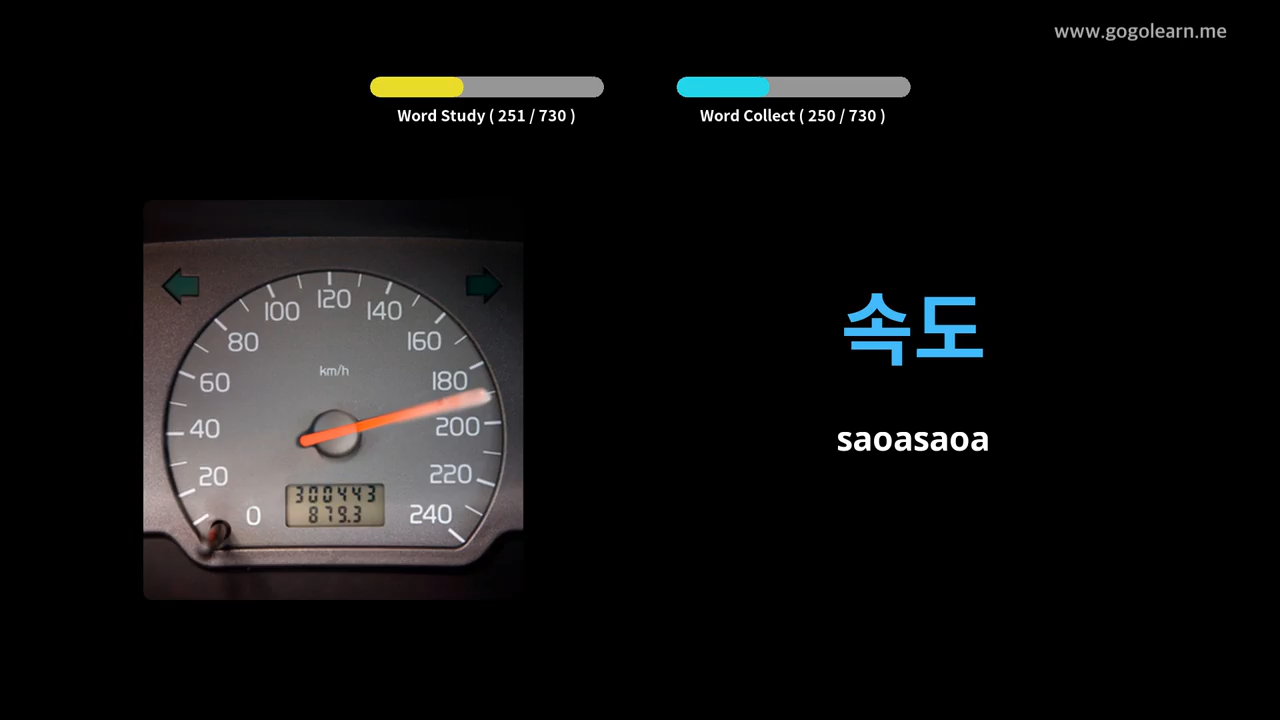 www.gogolearn.me
Word Study ( 251 / 730 )
Word Collect ( 250 / 730 )
120
100
140
80
160
km/h
60
180
40
200
20
220
300443
0
879.3
240
속도
saoasaoa